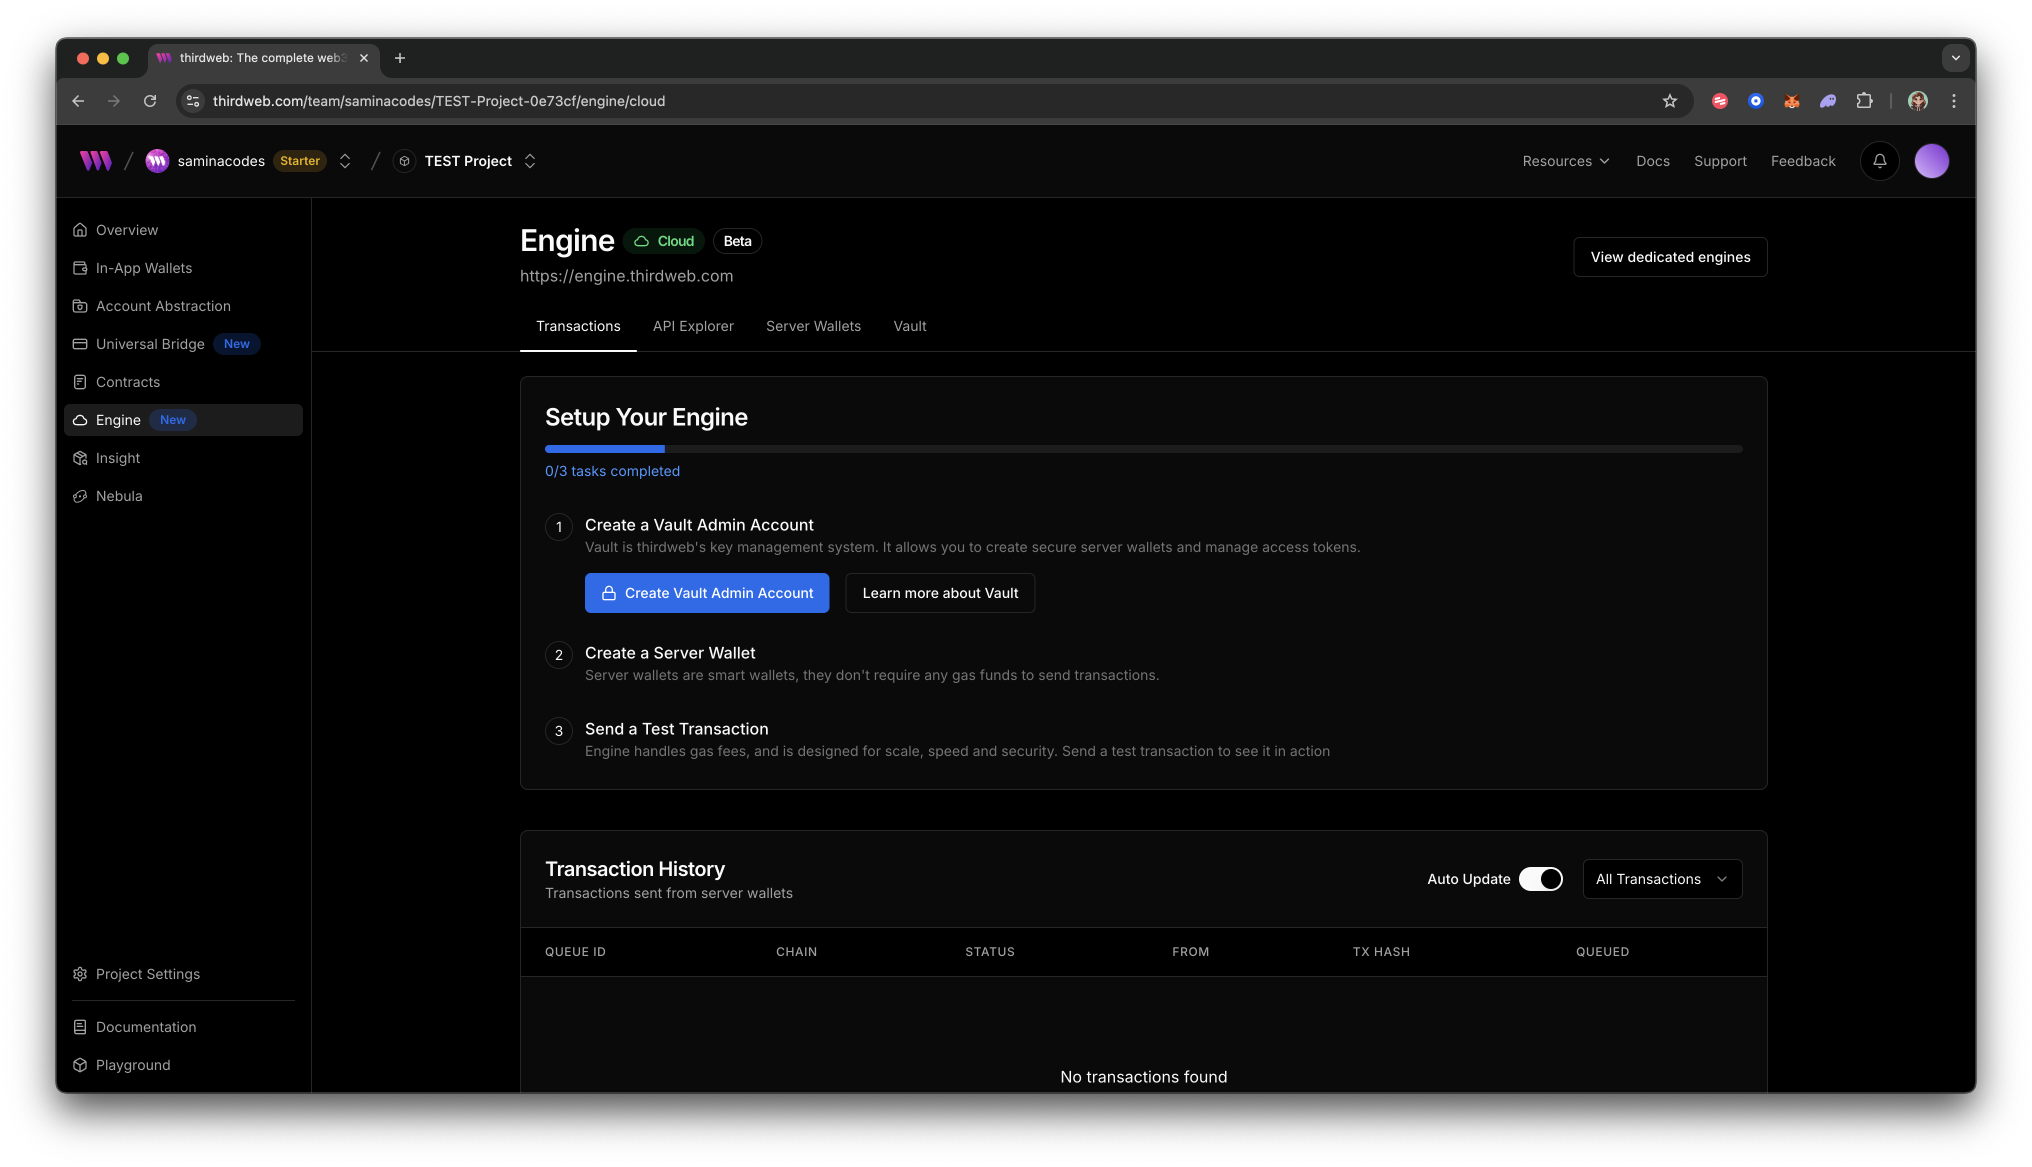 thirdweb: The complete web3
thirdweb.com/team/saminacodes/TEST-Project-0e73cf/engine/cloud
saminacodes Starter TEST Project Resources Docs Support Feedback
Overview
In-App Wallets
Account Abstraction
Universal Bridge New
Contracts
Engine New
Insight
Nebula
Project Settings
Documentation
Playground
Engine Cloud Beta
https://engine.thirdweb.com
View dedicated engines
Transactions API Explorer Server Wallets Vault
Setup Your Engine
0/3 tasks completed
1 Create a Vault Admin Account
Vault is thirdweb's key management system. It allows you to create secure server wallets and manage access tokens.
Create Vault Admin Account Learn more about Vault
2 Create a Server Wallet
Server wallets are smart wallets, they don't require any gas funds to send transactions.
3 Send a Test Transaction
Engine handles gas fees, and is designed for scale, speed and security. Send a test transaction to see it in action
Transaction History
Transactions sent from server wallets
Auto Update All Transactions
QUEUE ID CHAIN STATUS FROM TX HASH QUEUED
No transactions found